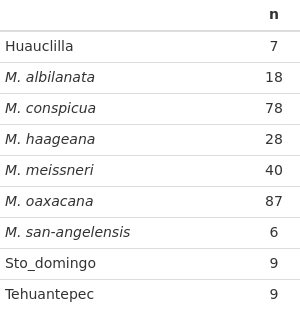 n
Huauclilla 7
M. albilanata 18
M. conspicua 78
M. haageana 28
M. meissneri 40
M. oaxacana 87
M. san-angelensis 6
Sto_domingo 9
Tehuantepec 9